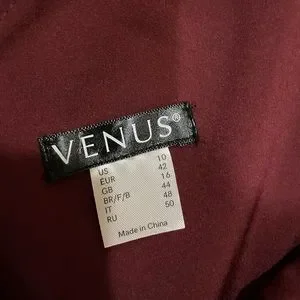 VENUS®
US 10
EUR 42
GB 16
BR/F/B 44
IT 48
RU 50
Made in China